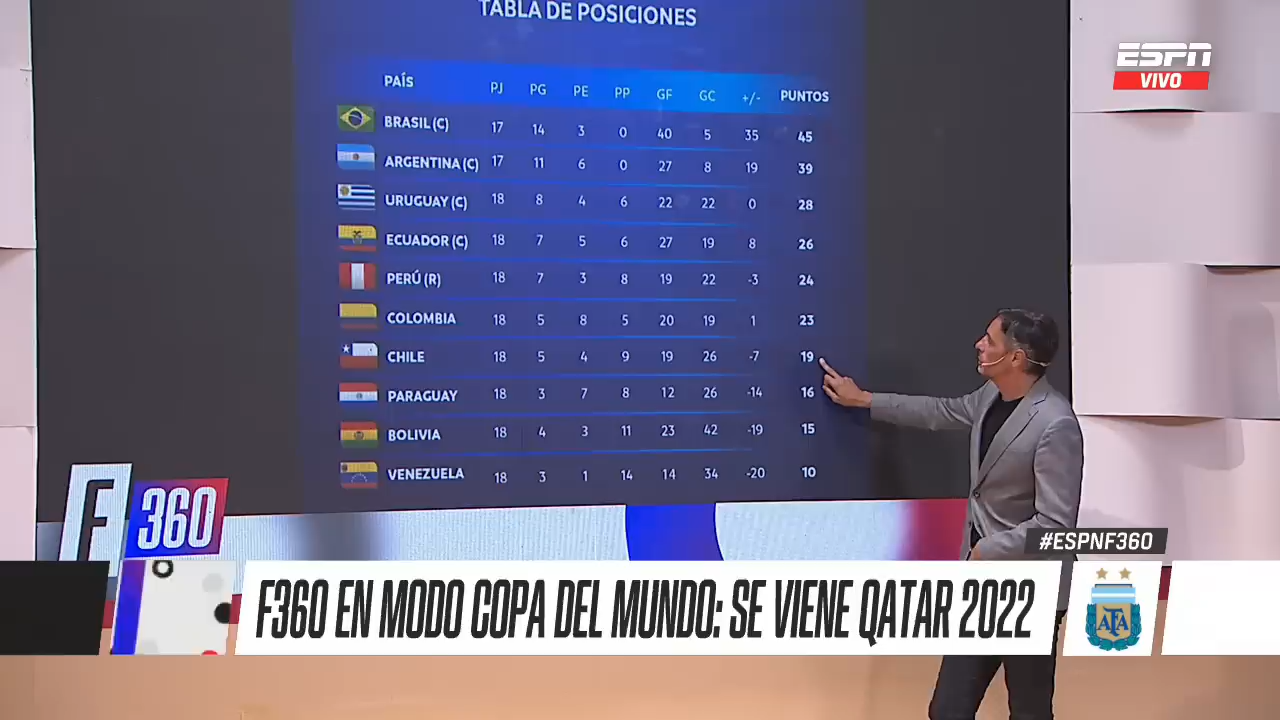 TABLA DE POSICIONES
PAÍS PJ PG PE PP GF GC +/- PUNTOS
BRASIL (C) 17 14 3 0 40 5 35 45
ARGENTINA (C) 17 11 6 0 27 8 19 39
URUGUAY (C) 18 8 4 6 22 22 0 28
ECUADOR (C) 18 7 5 6 27 19 8 26
PERÚ (R) 18 7 3 8 19 22 -3 24
COLOMBIA 18 5 8 5 20 19 1 23
CHILE 18 5 4 9 19 26 -7 19
PARAGUAY 18 3 7 8 12 26 -14 16
BOLIVIA 18 4 3 11 23 42 -19 15
VENEZUELA 18 3 1 14 14 34 -20 10
ESPN
VIVO
F 360
#ESPNF360
F360 EN MODO COPA DEL MUNDO: SE VIENE QATAR 2022
AFA